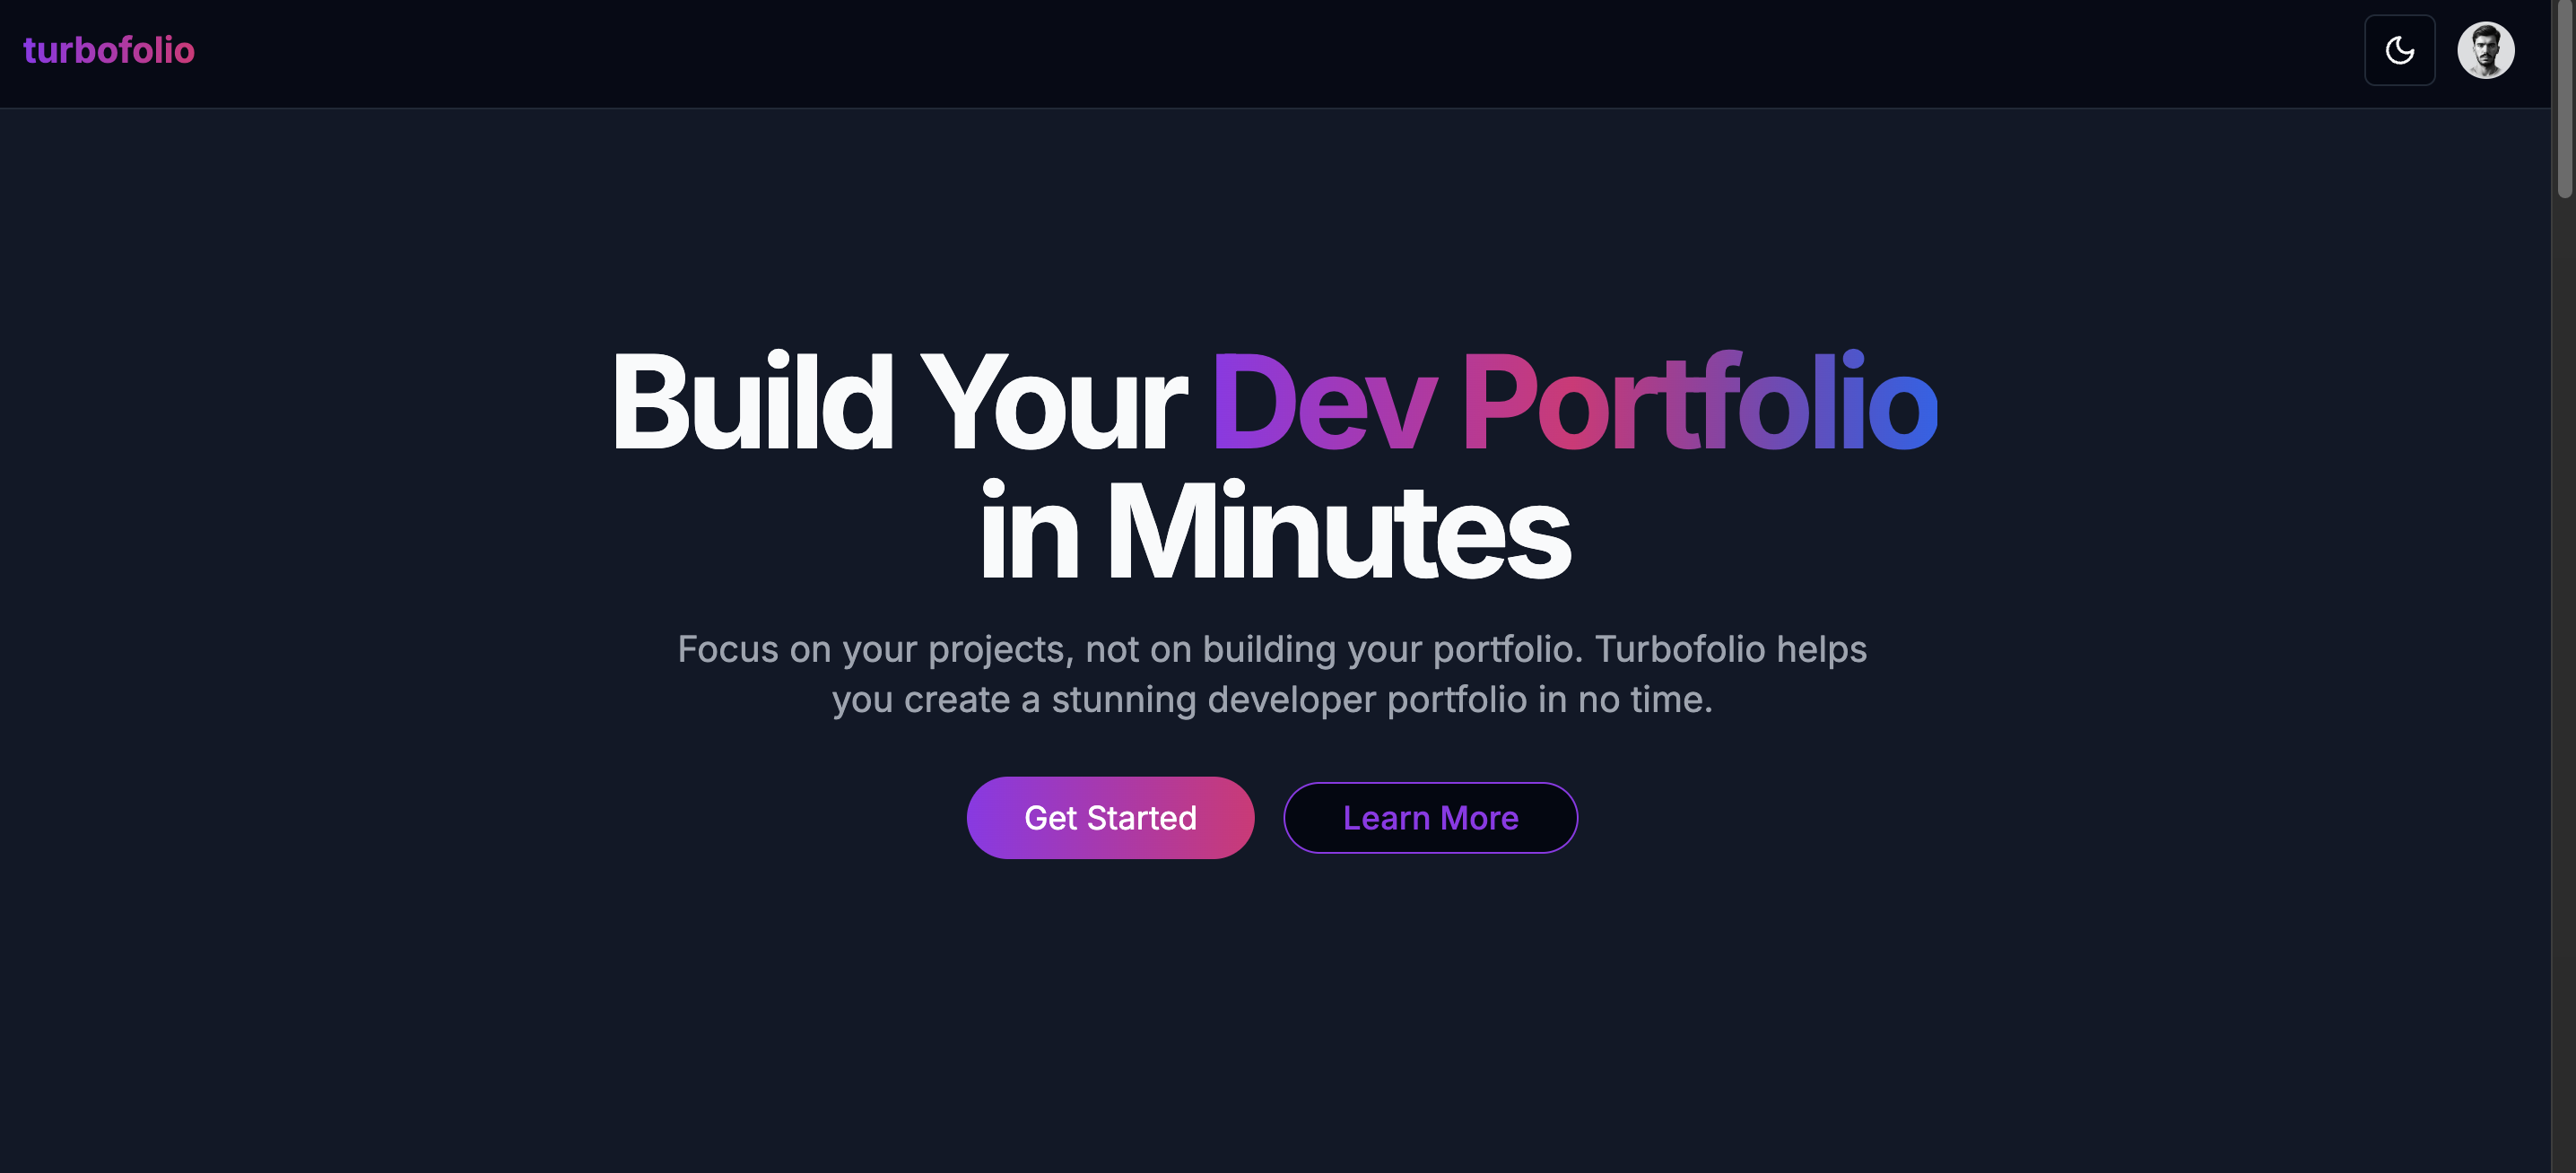 turbofolio
Build Your Dev Portfolio
in Minutes
Focus on your projects, not on building your portfolio. Turbofolio helps
you create a stunning developer portfolio in no time.
Get Started
Learn More